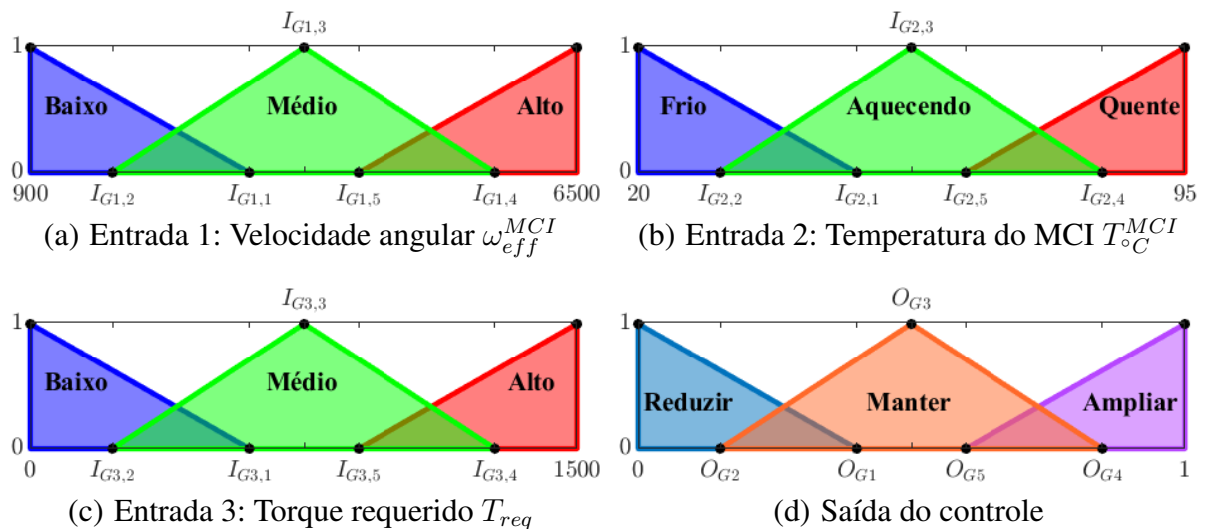 I_{G1,3} I_{G2,3}
1 1
Baixo Médio Alto Frio Aquecendo Quente
0 0
900 I_{G1,2} I_{G1,1} I_{G1,5} I_{G1,4} 6500 20 I_{G2,2} I_{G2,1} I_{G2,5} I_{G2,4} 95
(a) Entrada 1: Velocidade angular ω_{eff}^{MCI} (b) Entrada 2: Temperatura do MCI T_{°C}^{MCI}
I_{G3,3} O_{G3}
1 1
Baixo Médio Alto Reduzir Manter Ampliar
0 0
0 I_{G3,2} I_{G3,1} I_{G3,5} I_{G3,4} 1500 0 O_{G2} O_{G1} O_{G5} O_{G4} 1
(c) Entrada 3: Torque requerido T_{req} (d) Saída do controle